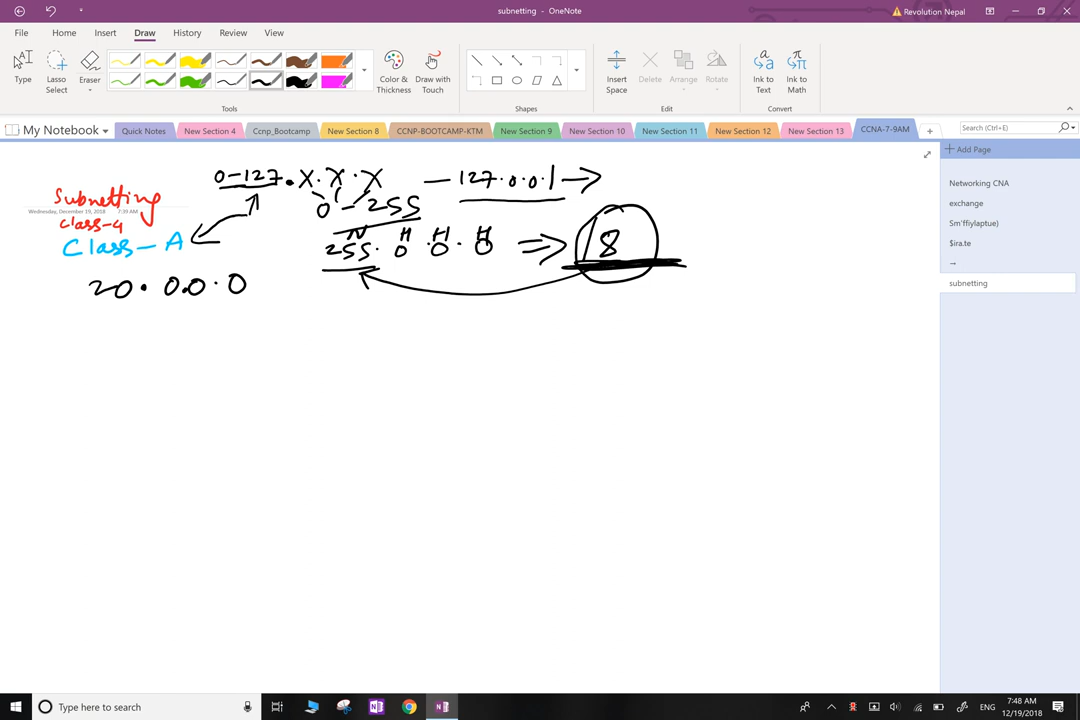 subnetting - OneNote
Revolution Nepal
File Home Insert Draw History Review View
Type
Lasso Select
Eraser
Color & Thickness
Draw with Touch
Insert Space
Delete
Arrange
Rotate
Ink to Text
Ink to Math
Tools
Shapes
Edit
Convert
My Notebook
Quick Notes
New Section 4
Ccnp_Bootcamp
New Section 8
CCNP-BOOTCAMP-KTM
New Section 9
New Section 10
New Section 11
New Section 12
New Section 13
CCNA-7-9AM
Search (Ctrl+E)
Add Page
Networking CNA
exchange
Sm'ffiylaptue)
$ira.te
subnetting
0-127.X.X.X — 127.0.0.1
Subnetting
0-255
Wednesday, December 19, 2018 7:39 AM
class-4
N H H H
Class-A
255.0.0.0 ⇒ /8
20.0.0.0
Type here to search
ENG
7:48 AM
12/19/2018